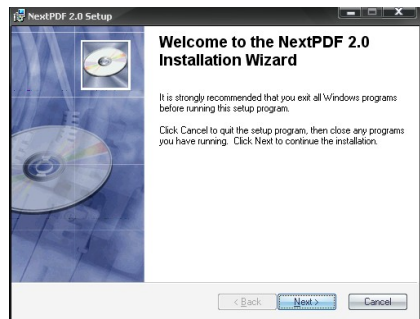 NextPDF 2.0 Setup
Welcome to the NextPDF 2.0
Installation Wizard
It is strongly recommended that you exit all Windows programs
before running this setup program.
Click Cancel to quit the setup program, then close any programs
you have running. Click Next to continue the installation.
< Back Next > Cancel